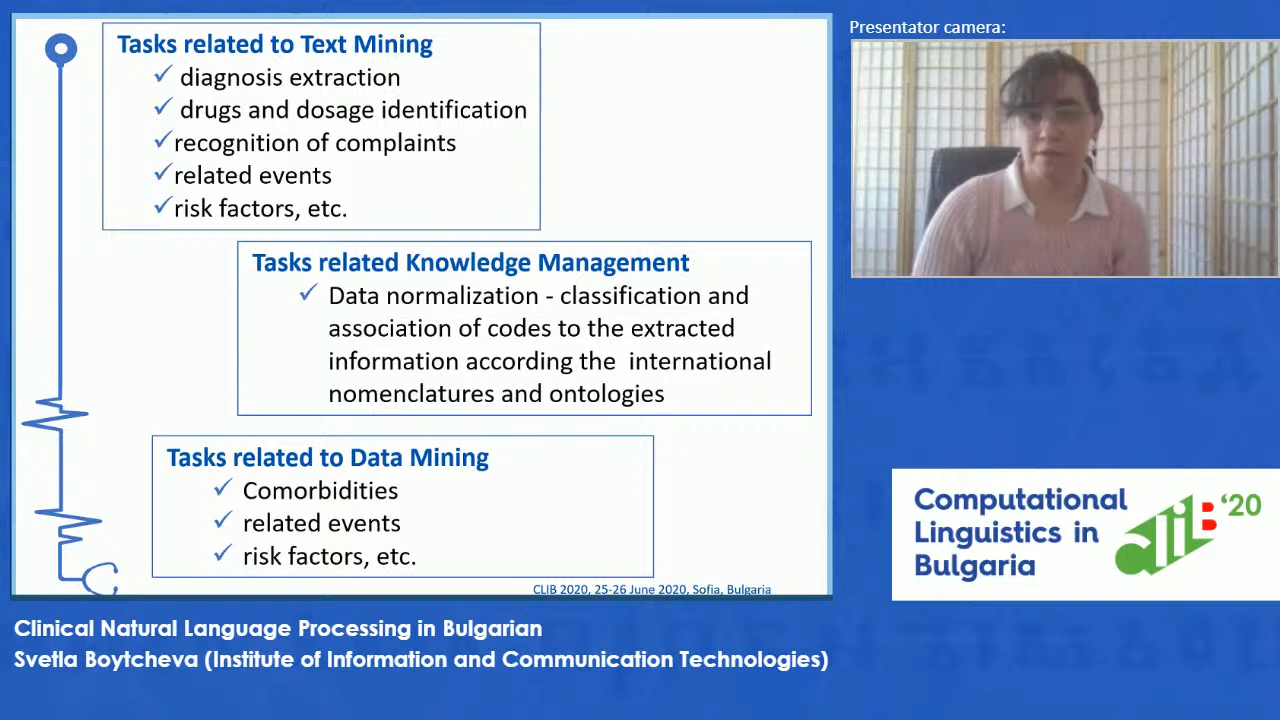 Tasks related to Text Mining
diagnosis extraction
drugs and dosage identification
recognition of complaints
related events
risk factors, etc.
Tasks related Knowledge Management
Data normalization - classification and
association of codes to the extracted
information according the international
nomenclatures and ontologies
Tasks related to Data Mining
Comorbidities
related events
risk factors, etc.
CLIB 2020, 25-26 June 2020, Sofia, Bulgaria
Presentator camera:
Computational
Linguistics in
Bulgaria
CLIB '20
Clinical Natural Language Processing in Bulgarian
Svetla Boytcheva (Institute of Information and Communication Technologies)